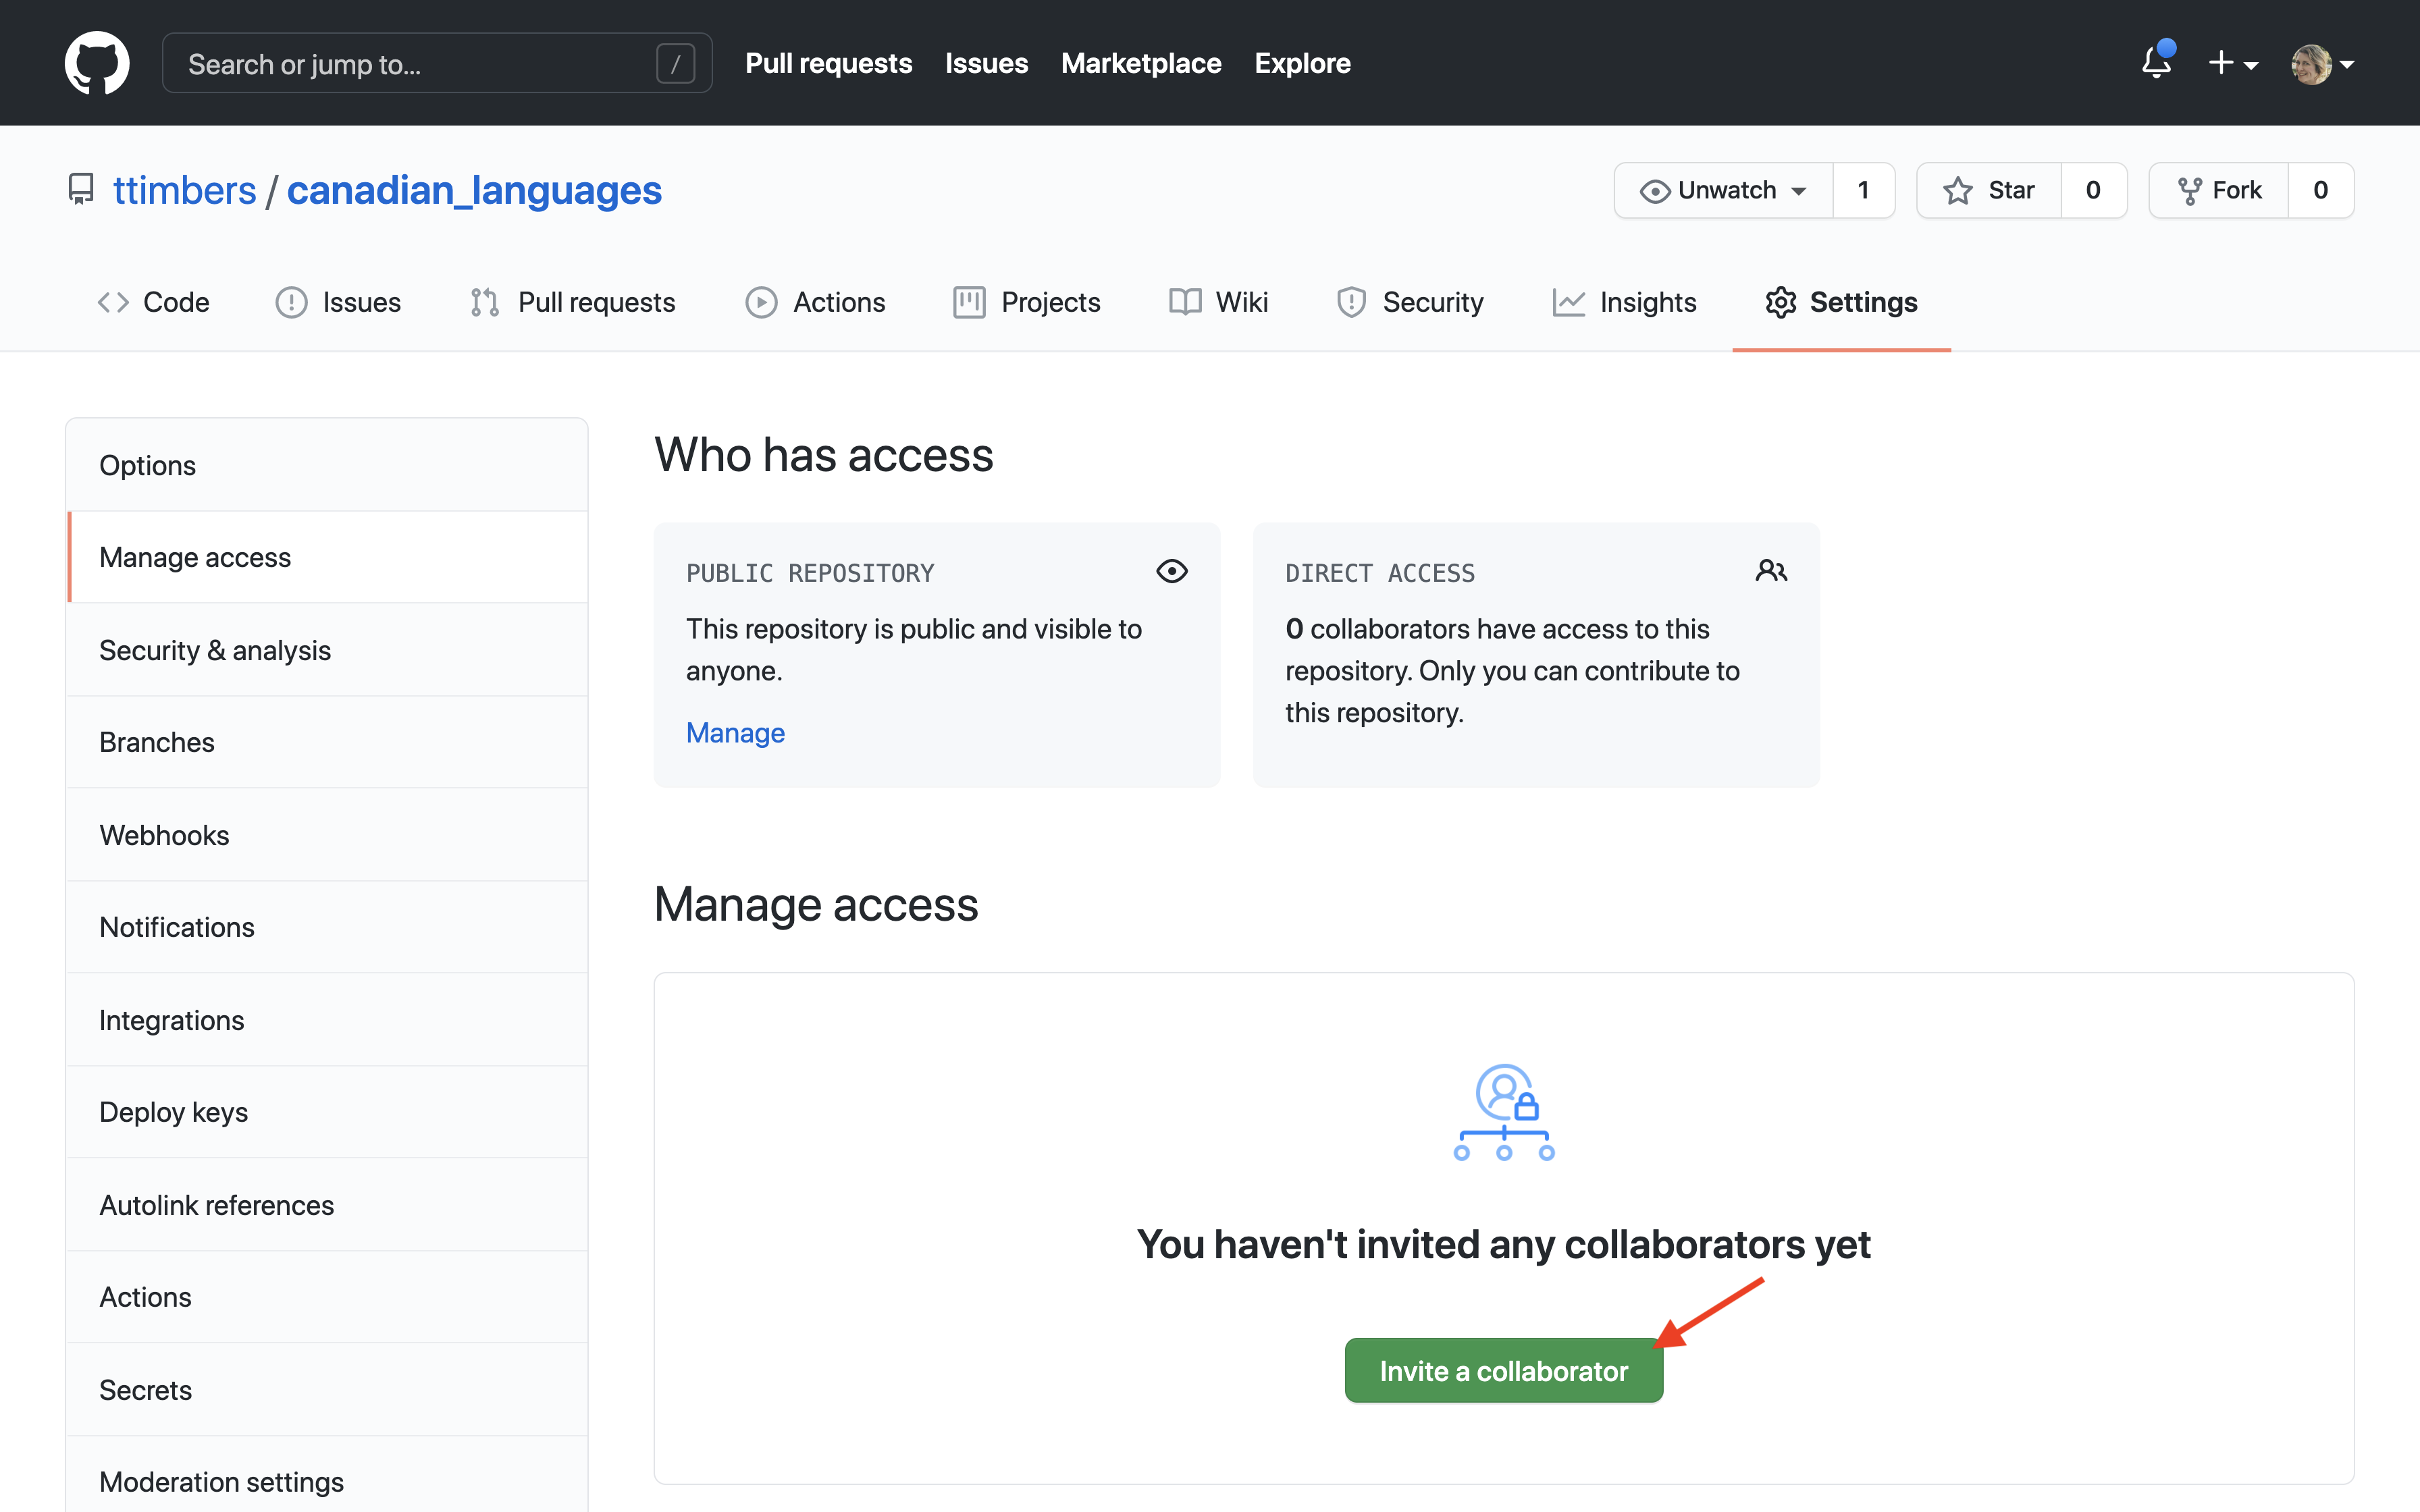 Search or jump to... /
Pull requests Issues Marketplace Explore
ttimbers / canadian_languages
Unwatch 1 Star 0 Fork 0
Code Issues Pull requests Actions Projects Wiki Security Insights Settings
Options
Manage access
Security & analysis
Branches
Webhooks
Notifications
Integrations
Deploy keys
Autolink references
Actions
Secrets
Moderation settings
Who has access
PUBLIC REPOSITORY
This repository is public and visible to
anyone.
Manage
DIRECT ACCESS
0 collaborators have access to this
repository. Only you can contribute to
this repository.
Manage access
You haven't invited any collaborators yet
Invite a collaborator